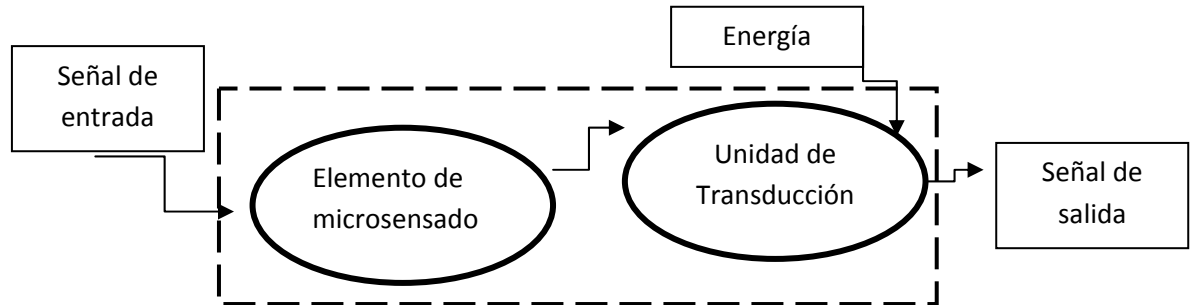 Señal de
entrada
Elemento de
microsensado
Energía
Unidad de
Transducción
Señal de
salida